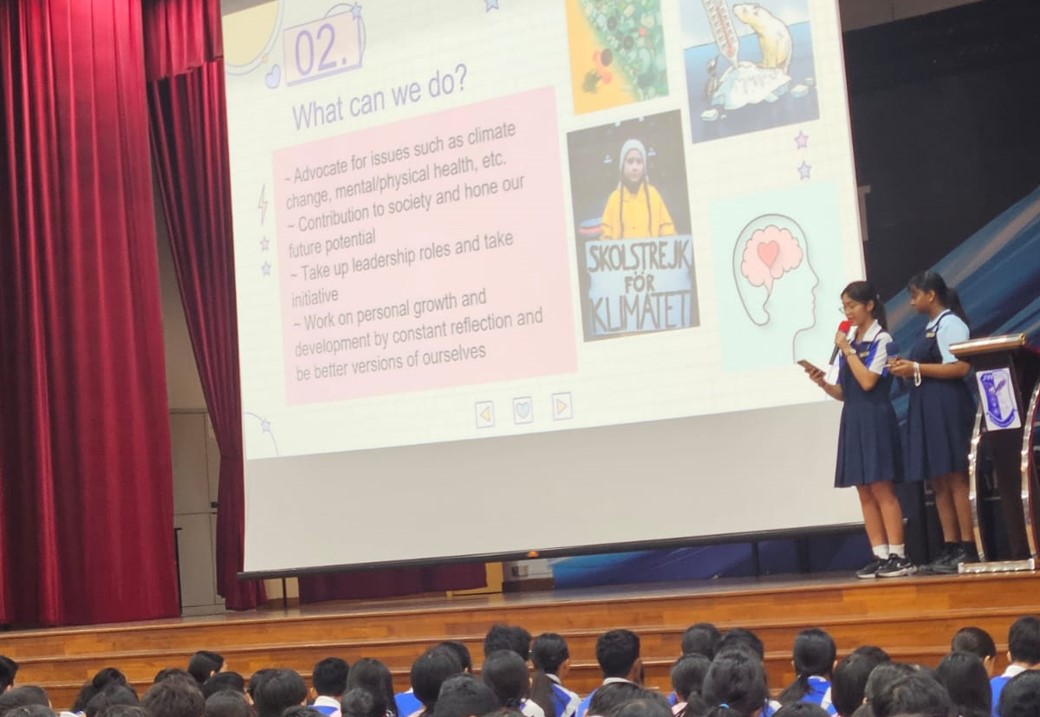 02.
What can we do?
~ Advocate for issues such as climate
change, mental/physical health, etc.
~ Contribution to society and hone our
future potential
~ Take up leadership roles and take
initiative
~ Work on personal growth and
development by constant reflection and
be better versions of ourselves
SKOLSTREJK
FÖR
KLIMATET